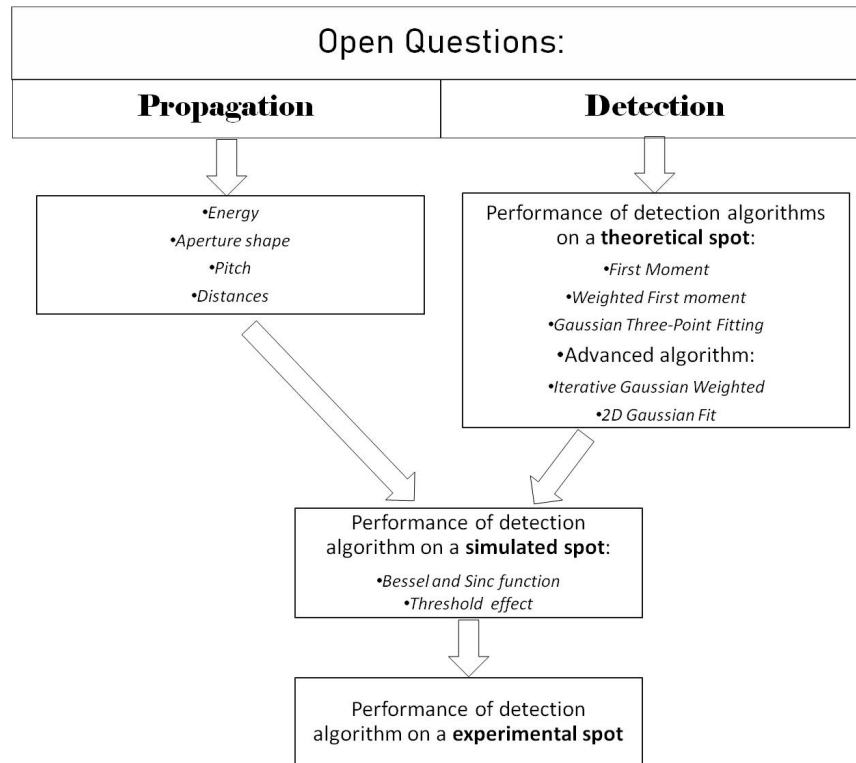 Open Questions:
Propagation
Detection
•Energy
•Aperture shape
•Pitch
•Distances
Performance of detection algorithms
on a theoretical spot:
•First Moment
•Weighted First moment
•Gaussian Three-Point Fitting
•Advanced algorithm:
•Iterative Gaussian Weighted
•2D Gaussian Fit
Performance of detection
algorithm on a simulated spot:
•Bessel and Sinc function
•Threshold effect
Performance of detection
algorithm on a experimental spot